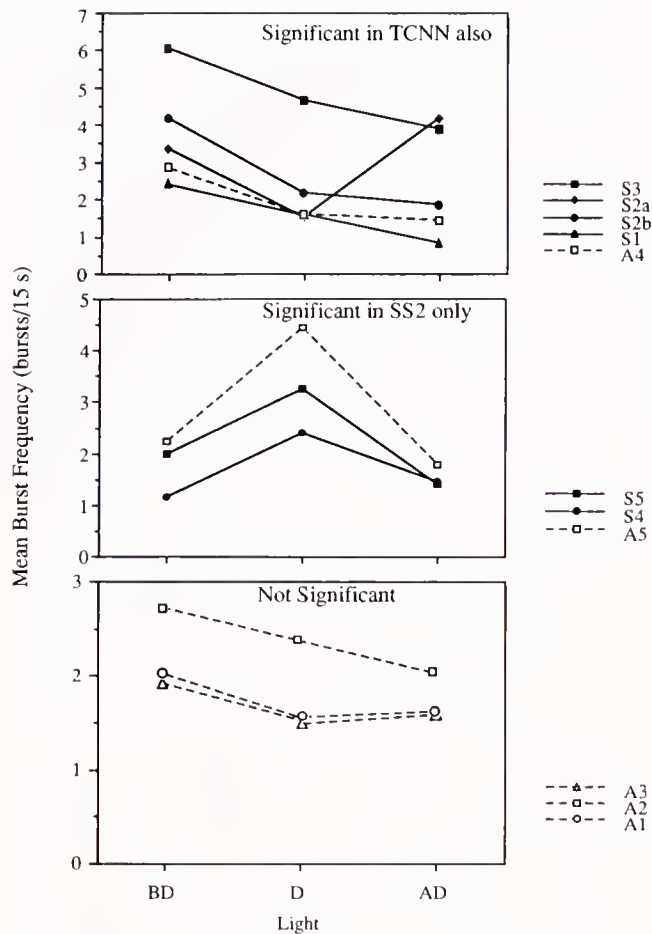 Mean Burst Frequency (bursts/15 s)
Significant in TCNN also
7
6
5
4
3
2
1
0
S3
S2a
S2b
S1
A4
Significant in SS2 only
5
4
3
2
1
0
S5
S4
A5
Not Significant
3
2
1
0
A3
A2
A1
BD D AD
Light